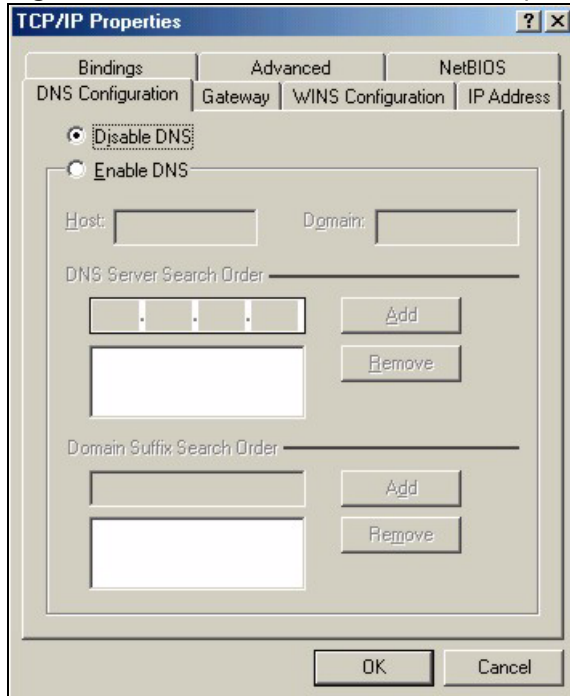 TCP/IP Properties
Bindings Advanced NetBIOS
DNS Configuration Gateway WINS Configuration IP Address
Disable DNS
Enable DNS
Host: Domain:
DNS Server Search Order
Add
Remove
Domain Suffix Search Order
Add
Remove
OK Cancel